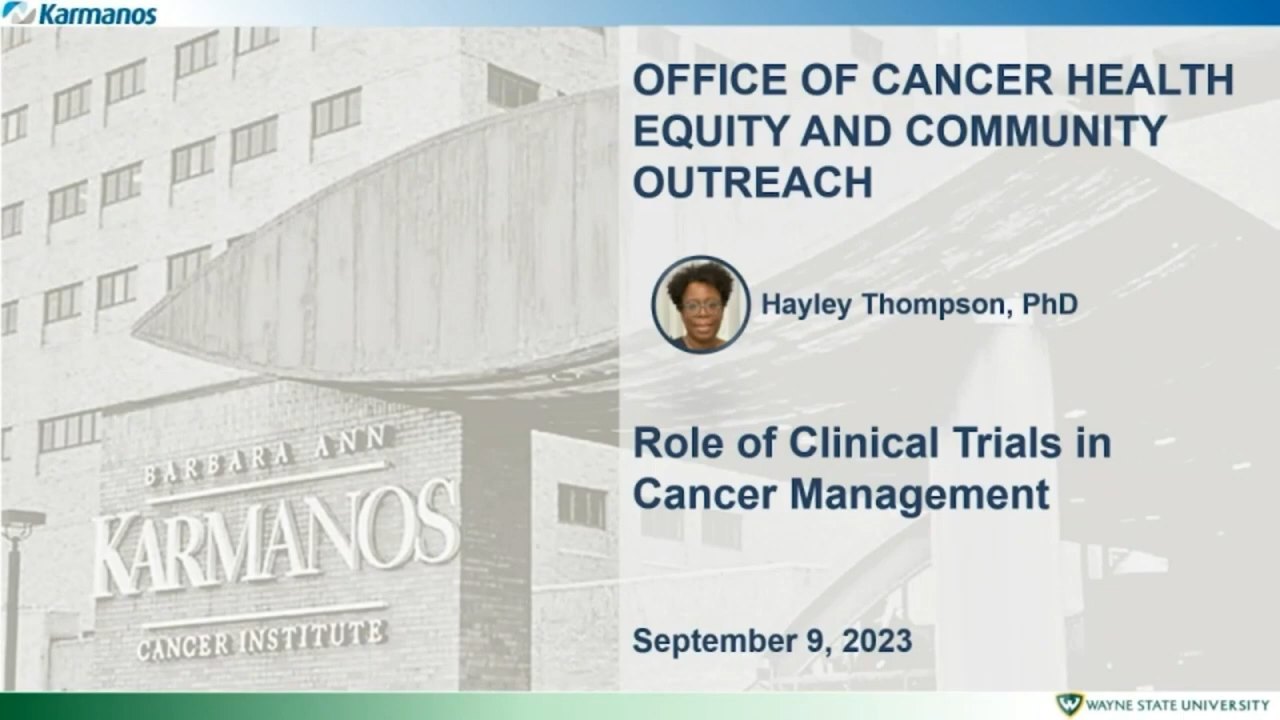 Karmanos
OFFICE OF CANCER HEALTH
EQUITY AND COMMUNITY
OUTREACH
Hayley Thompson, PhD
Role of Clinical Trials in
Cancer Management
September 9, 2023
BARBARA ANN
KARMANOS
CANCER INSTITUTE
WAYNE STATE UNIVERSITY